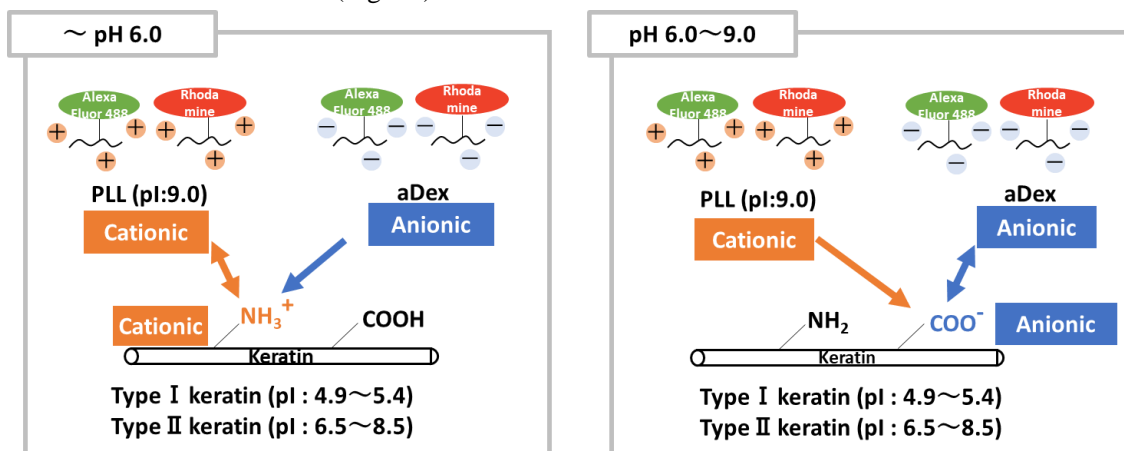 ～ pH 6.0
Alexa
Fluor 488
Rhoda
mine
Alexa
Fluor 488
Rhoda
mine
+ + + + + +
− − − − − −
PLL (pI:9.0)
aDex
Cationic
Anionic
Cationic
NH₃⁺
COOH
Keratin
Type Ⅰ keratin (pI : 4.9～5.4)
Type Ⅱ keratin (pI : 6.5～8.5)
pH 6.0～9.0
Alexa
Fluor 488
Rhoda
mine
Alexa
Fluor 488
Rhoda
mine
+ + + + + +
− − − − − −
PLL (pI:9.0)
aDex
Cationic
Anionic
NH₂
COO⁻
Anionic
Keratin
Type Ⅰ keratin (pI : 4.9～5.4)
Type Ⅱ keratin (pI : 6.5～8.5)